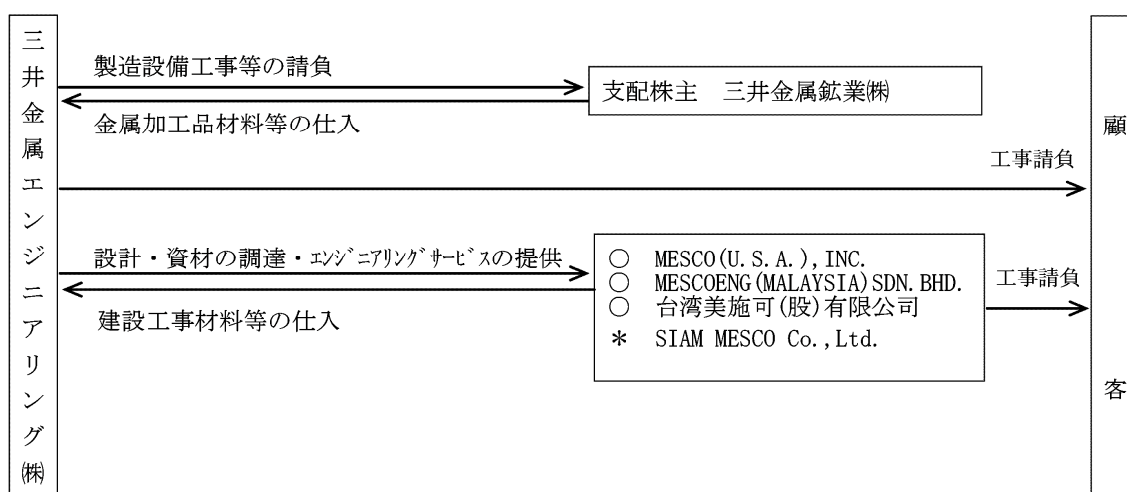 三井金属エンジニアリング㈱
製造設備工事等の請負
支配株主　三井金属鉱業㈱
金属加工品材料等の仕入
工事請負
設計・資材の調達・ｴﾝｼﾞﾆｱﾘﾝｸﾞｻｰﾋﾞｽの提供
○　MESCO(U.S.A.),INC.
○　MESCOENG(MALAYSIA)SDN.BHD.
○　台湾美施可(股)有限公司
＊　SIAM MESCO Co.,Ltd.
建設工事材料等の仕入
工事請負
顧客